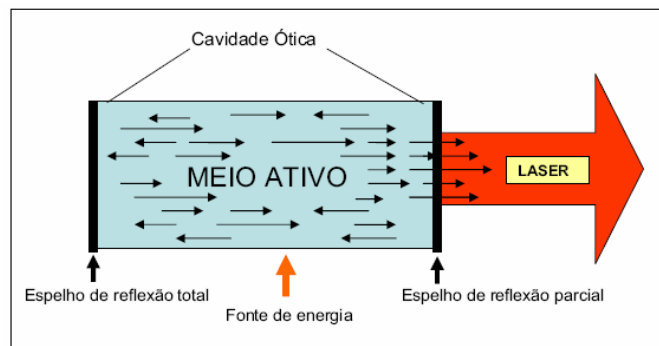 Cavidade Ótica
MEIO ATIVO
LASER
Espelho de reflexão total
Espelho de reflexão parcial
Fonte de energia